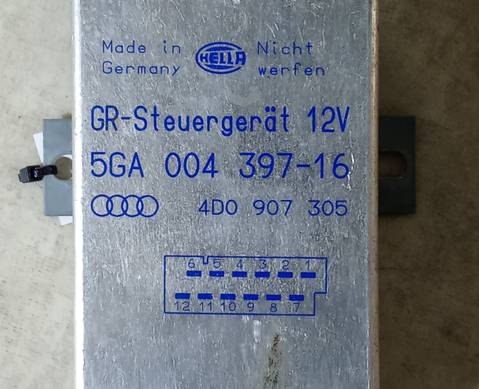 Made in HELLA Nicht
Germany werfen
GR-Steuergerät 12V
5GA 004 397-16
4D0 907 305
6 5 4 3 2 1
12 11 10 9 8 7